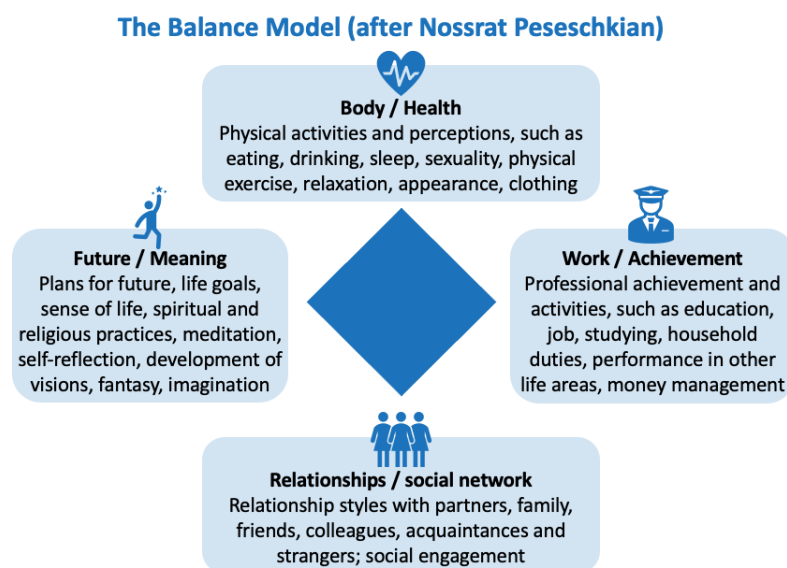 The Balance Model (after Nossrat Peseschkian)
Body / Health
Physical activities and perceptions, such as
eating, drinking, sleep, sexuality, physical
exercise, relaxation, appearance, clothing
Future / Meaning
Plans for future, life goals,
sense of life, spiritual and
religious practices, meditation,
self-reflection, development of
visions, fantasy, imagination
Work / Achievement
Professional achievement and
activities, such as education,
job, studying, household
duties, performance in other
life areas, money management
Relationships / social network
Relationship styles with partners, family,
friends, colleagues, acquaintances and
strangers; social engagement